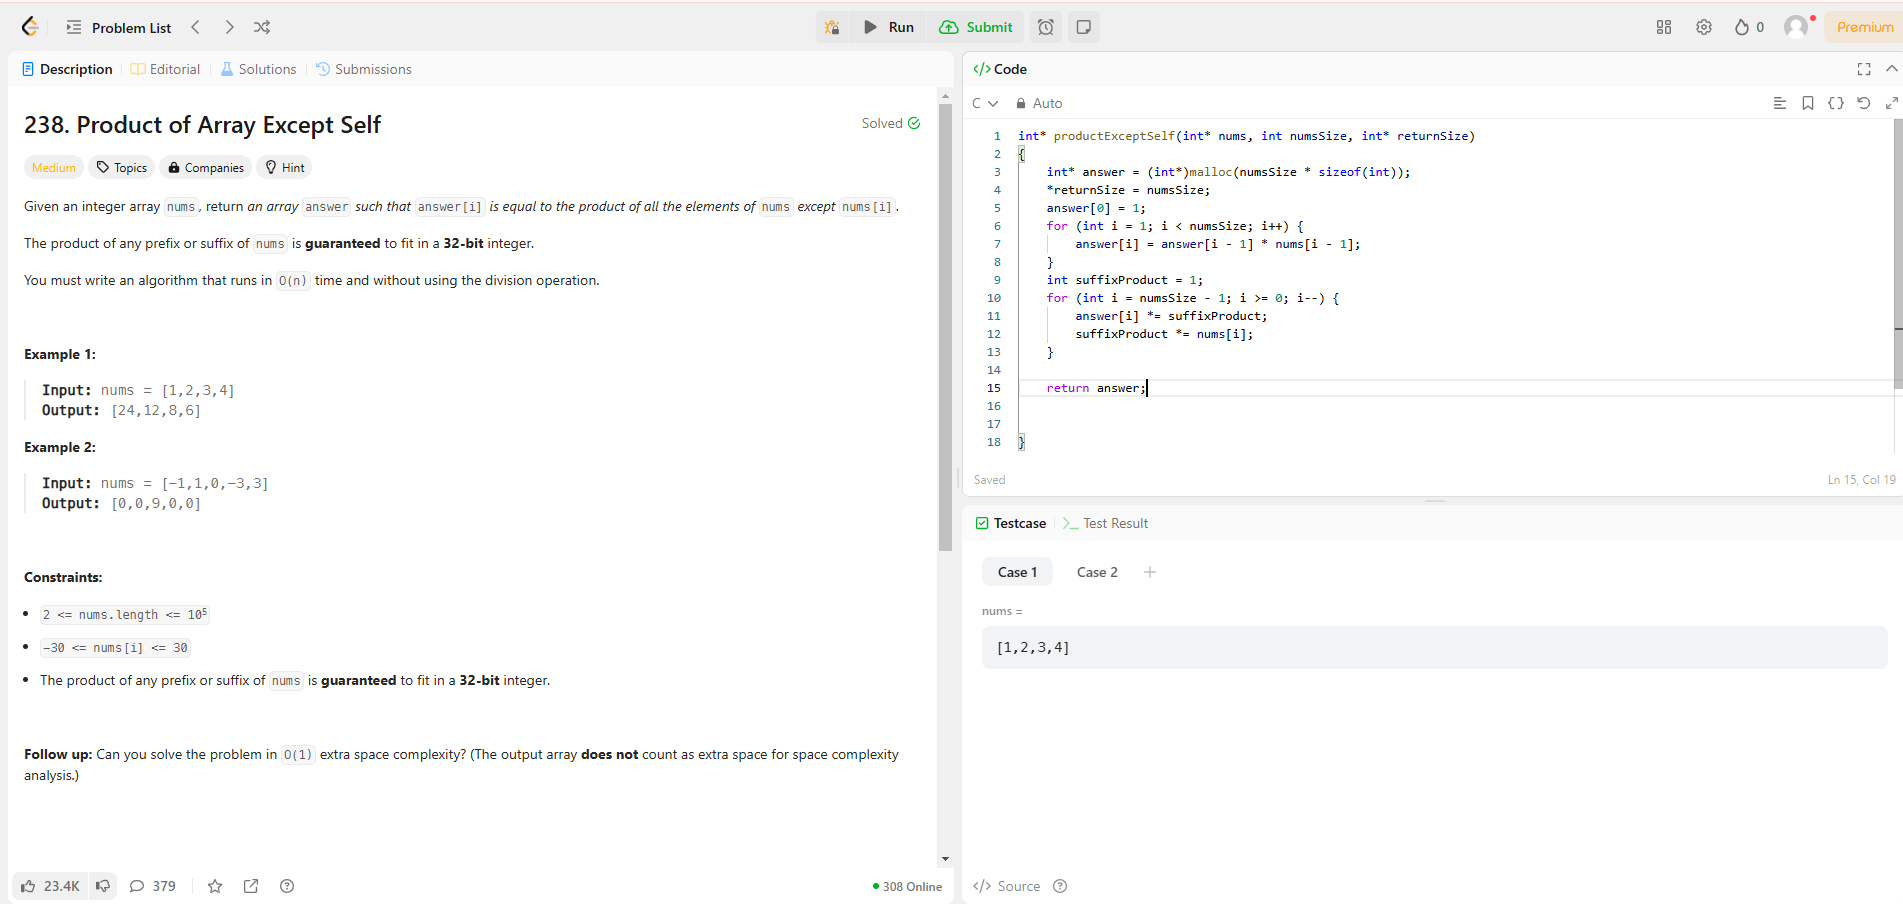 Problem List
Run
Submit
0
Premium
Description
Editorial
Solutions
Submissions
238. Product of Array Except Self
Solved
Medium
Topics
Companies
Hint
Given an integer array nums, return an array answer such that answer[i] is equal to the product of all the elements of nums except nums[i].
The product of any prefix or suffix of nums is guaranteed to fit in a 32-bit integer.
You must write an algorithm that runs in O(n) time and without using the division operation.
Example 1:
Input: nums = [1,2,3,4]
Output: [24,12,8,6]
Example 2:
Input: nums = [-1,1,0,-3,3]
Output: [0,0,9,0,0]
Constraints:
• 2 <= nums.length <= 10⁵
• -30 <= nums[i] <= 30
• The product of any prefix or suffix of nums is guaranteed to fit in a 32-bit integer.
Follow up: Can you solve the problem in O(1) extra space complexity? (The output array does not count as extra space for space complexity
analysis.)
23.4K
379
308 Online
</> Code
C
Auto
1 int* productExceptSelf(int* nums, int numsSize, int* returnSize)
2 {
3 int* answer = (int*)malloc(numsSize * sizeof(int));
4 *returnSize = numsSize;
5 answer[0] = 1;
6 for (int i = 1; i < numsSize; i++) {
7 answer[i] = answer[i - 1] * nums[i - 1];
8 }
9 int suffixProduct = 1;
10 for (int i = numsSize - 1; i >= 0; i--) {
11 answer[i] *= suffixProduct;
12 suffixProduct *= nums[i];
13 }
14
15 return answer;
16
17
18 }
Saved
Ln 15, Col 19
Testcase
Test Result
Case 1
Case 2
+
nums =
[1,2,3,4]
</> Source